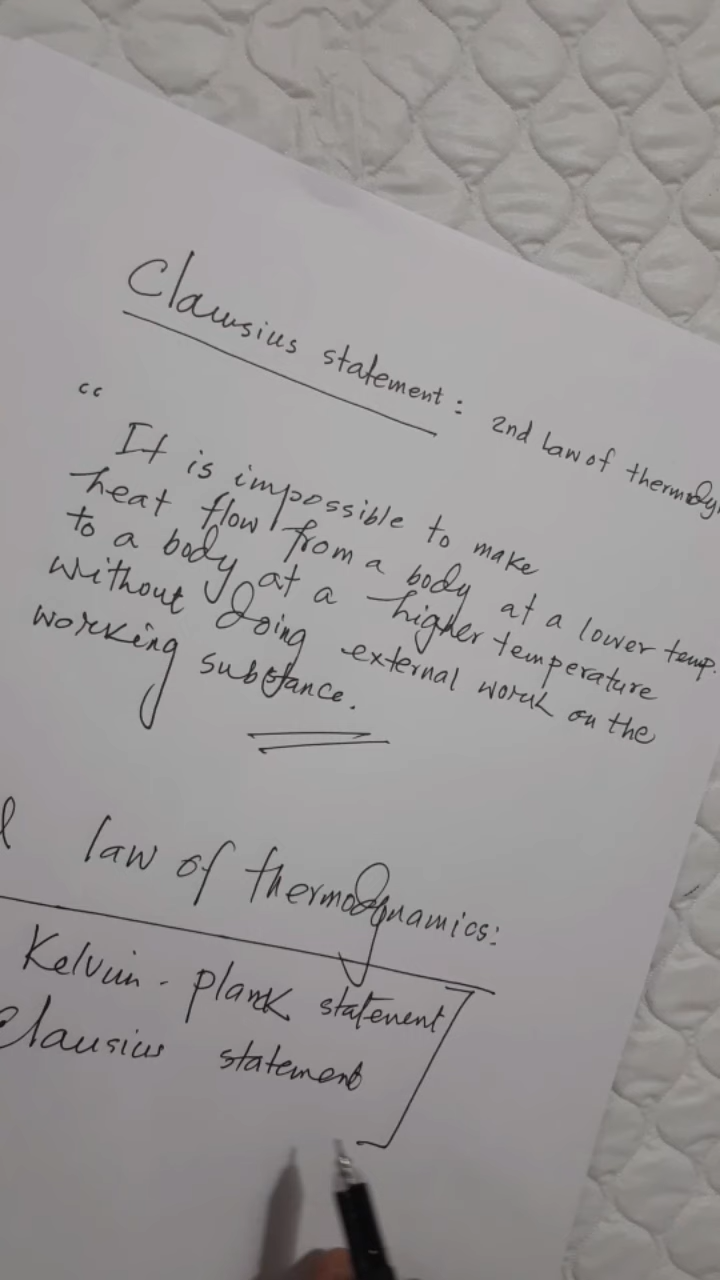 Clausius statement : 2nd Law of thermody
“ It is impossible to make
heat flow from a body at a lower temp.
to a body at a higher temperature
without doing external work on the
working substance.
law of thermodynamics:
Kelvin - plank statement
Clausius statement